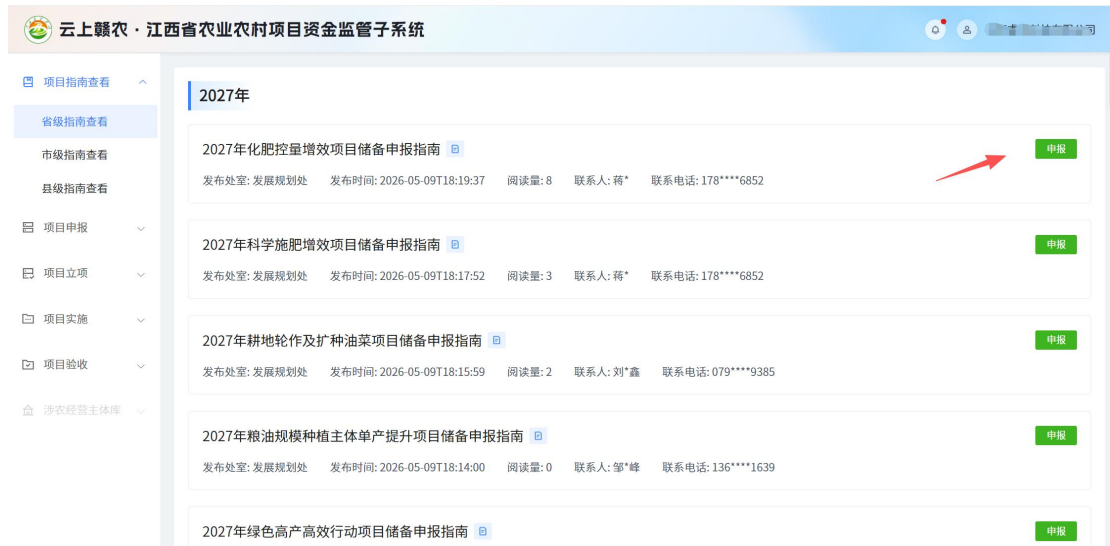 云上赣农 · 江西省农业农村项目资金监管子系统
项目指南查看
省级指南查看
市级指南查看
县级指南查看
项目申报
项目立项
项目实施
项目验收
涉农经营主体库
2027年
2027年化肥控量增效项目储备申报指南
申报
发布处室: 发展规划处 发布时间: 2026-05-09T18:19:37 阅读量: 8 联系人: 蒋* 联系电话: 178****6852
2027年科学施肥增效项目储备申报指南
申报
发布处室: 发展规划处 发布时间: 2026-05-09T18:17:52 阅读量: 3 联系人: 蒋* 联系电话: 178****6852
2027年耕地轮作及扩种油菜项目储备申报指南
申报
发布处室: 发展规划处 发布时间: 2026-05-09T18:15:59 阅读量: 2 联系人: 刘*鑫 联系电话: 079****9385
2027年粮油规模种植主体单产提升项目储备申报指南
申报
发布处室: 发展规划处 发布时间: 2026-05-09T18:14:00 阅读量: 0 联系人: 邹*峰 联系电话: 136****1639
2027年绿色高产高效行动项目储备申报指南
申报